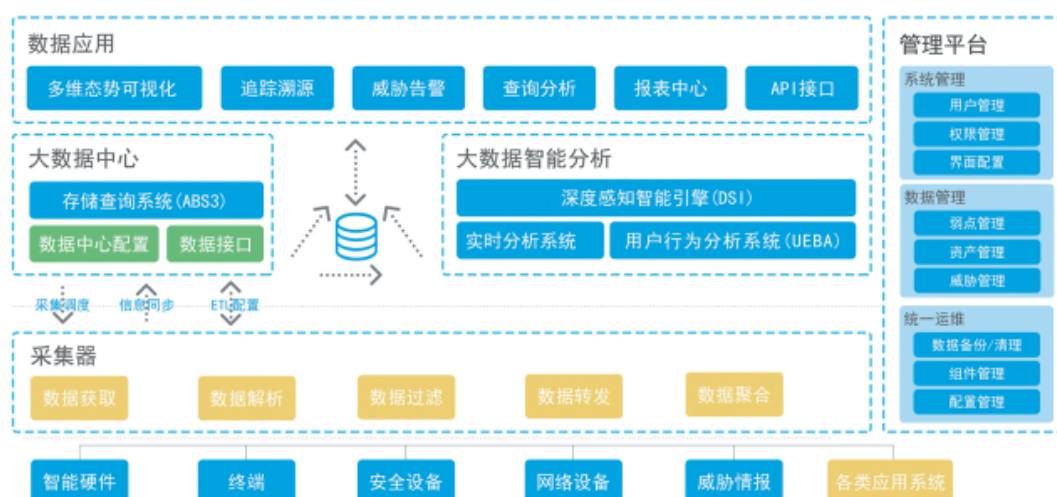 数据应用
多维态势可视化
追踪溯源
威胁告警
查询分析
报表中心
API接口
大数据中心
存储查询系统(ABS3)
数据中心配置
数据接口
大数据智能分析
深度感知智能引擎(DSI)
实时分析系统
用户行为分析系统(UEBA)
采集调度
信息同步
ETL配置
采集器
数据获取
数据解析
数据过滤
数据转发
数据聚合
智能硬件
终端
安全设备
网络设备
威胁情报
各类应用系统
管理平台
系统管理
用户管理
权限管理
界面配置
数据管理
弱点管理
资产管理
威胁管理
统一运维
数据备份/清理
组件管理
配置管理